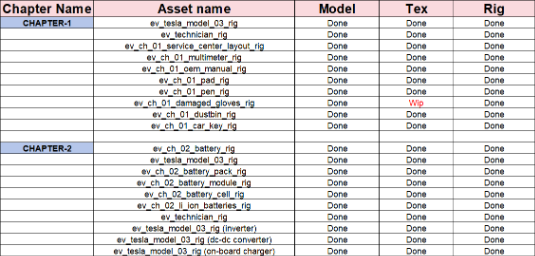 Chapter Name Asset name Model Tex Rig
CHAPTER-1 ev_tesla_model_03_rig Done Done Done
ev_technician_rig Done Done Done
ev_ch_01_service_center_layout_rig Done Done Done
ev_ch_01_multimeter_rig Done Done Done
ev_ch_01_oem_manual_rig Done Done Done
ev_ch_01_pad_rig Done Done Done
ev_ch_01_pen_rig Done Done Done
ev_ch_01_damaged_gloves_rig Done Wip Done
ev_ch_01_dustbin_rig Done Done Done
ev_ch_01_car_key_rig Done Done Done
CHAPTER-2 ev_ch_02_battery_rig Done Done Done
ev_tesla_model_03_rig Done Done Done
ev_ch_02_battery_pack_rig Done Done Done
ev_ch_02_battery_module_rig Done Done Done
ev_ch_02_battery_cell_rig Done Done Done
ev_ch_02_li_ion_batteries_rig Done Done Done
ev_technician_rig Done Done Done
ev_tesla_model_03_rig (inverter) Done Done Done
ev_tesla_model_03_rig (dc-dc converter) Done Done Done
ev_tesla_model_03_rig (on-board charger) Done Done Done